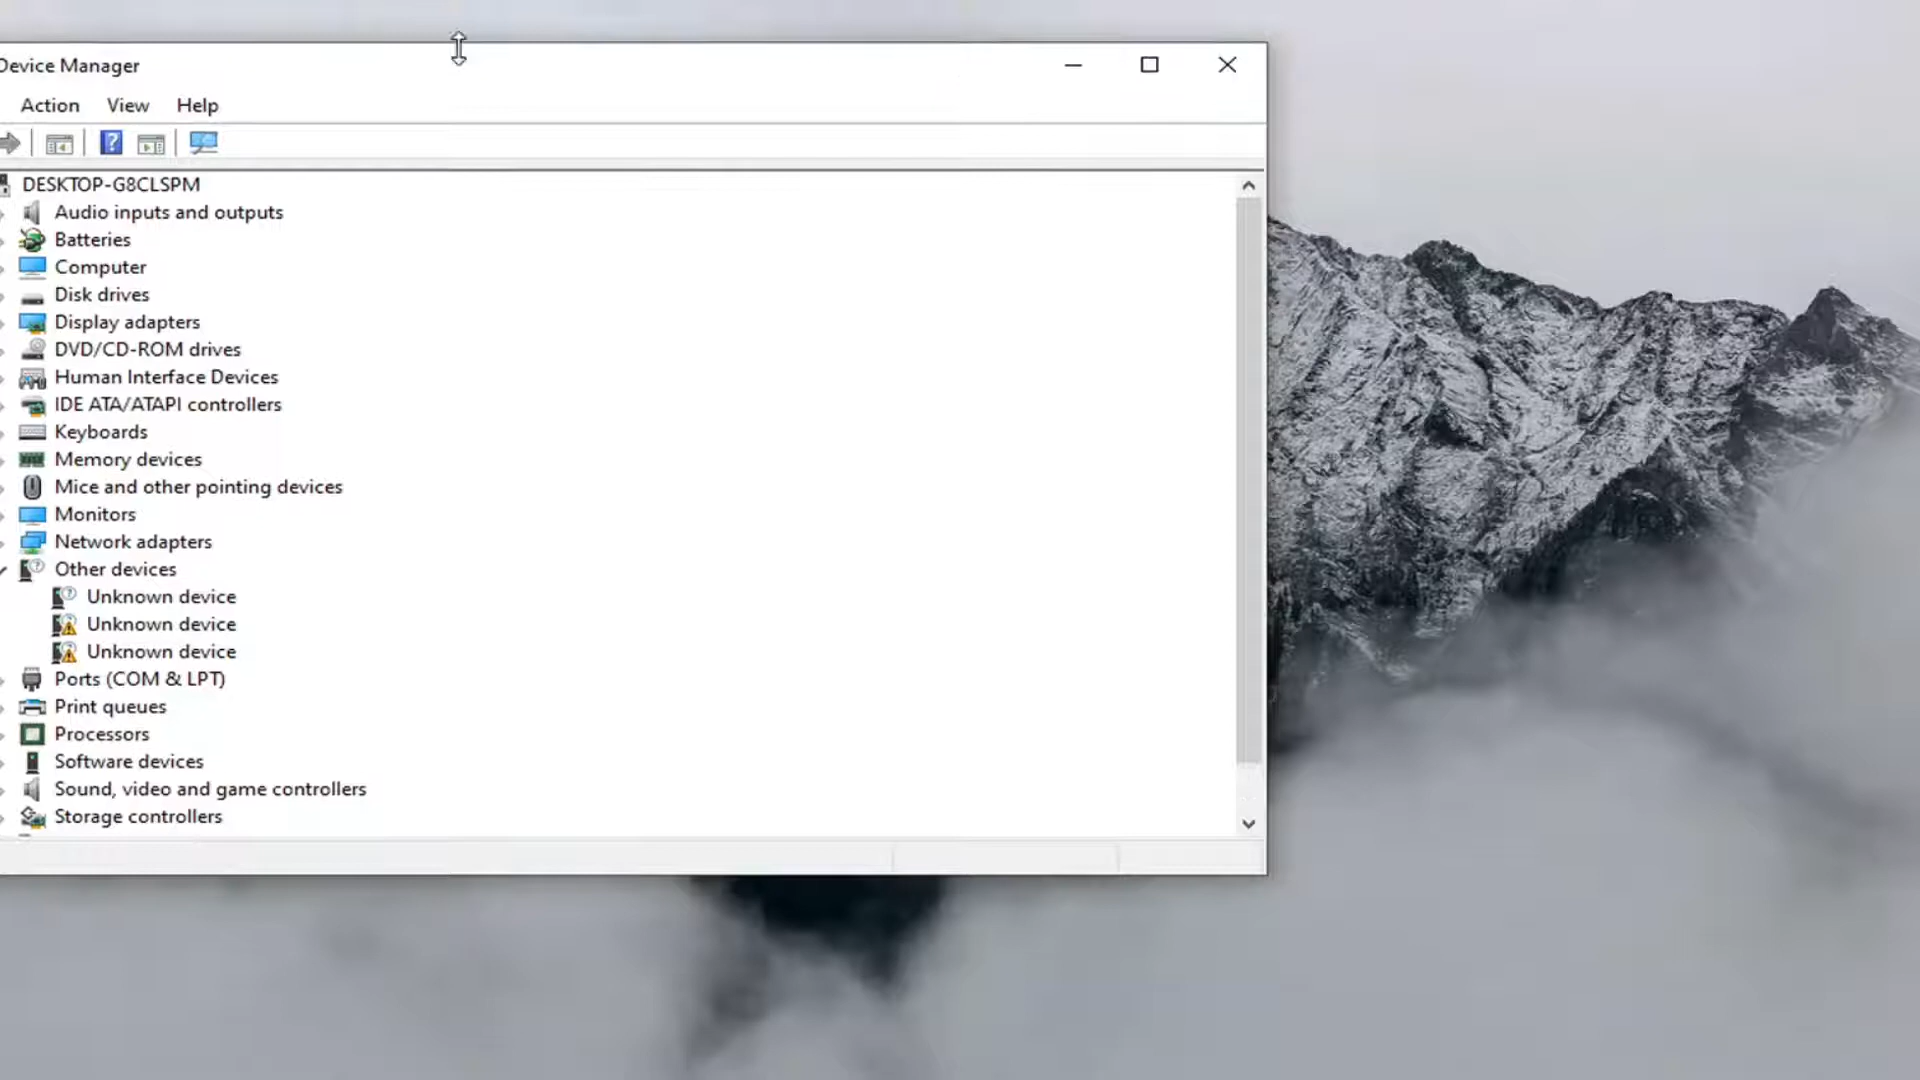 Device Manager
Action View Help
DESKTOP-G8CLSPM
Audio inputs and outputs
Batteries
Computer
Disk drives
Display adapters
DVD/CD-ROM drives
Human Interface Devices
IDE ATA/ATAPI controllers
Keyboards
Memory devices
Mice and other pointing devices
Monitors
Network adapters
Other devices
Unknown device
Unknown device
Unknown device
Ports (COM & LPT)
Print queues
Processors
Software devices
Sound, video and game controllers
Storage controllers